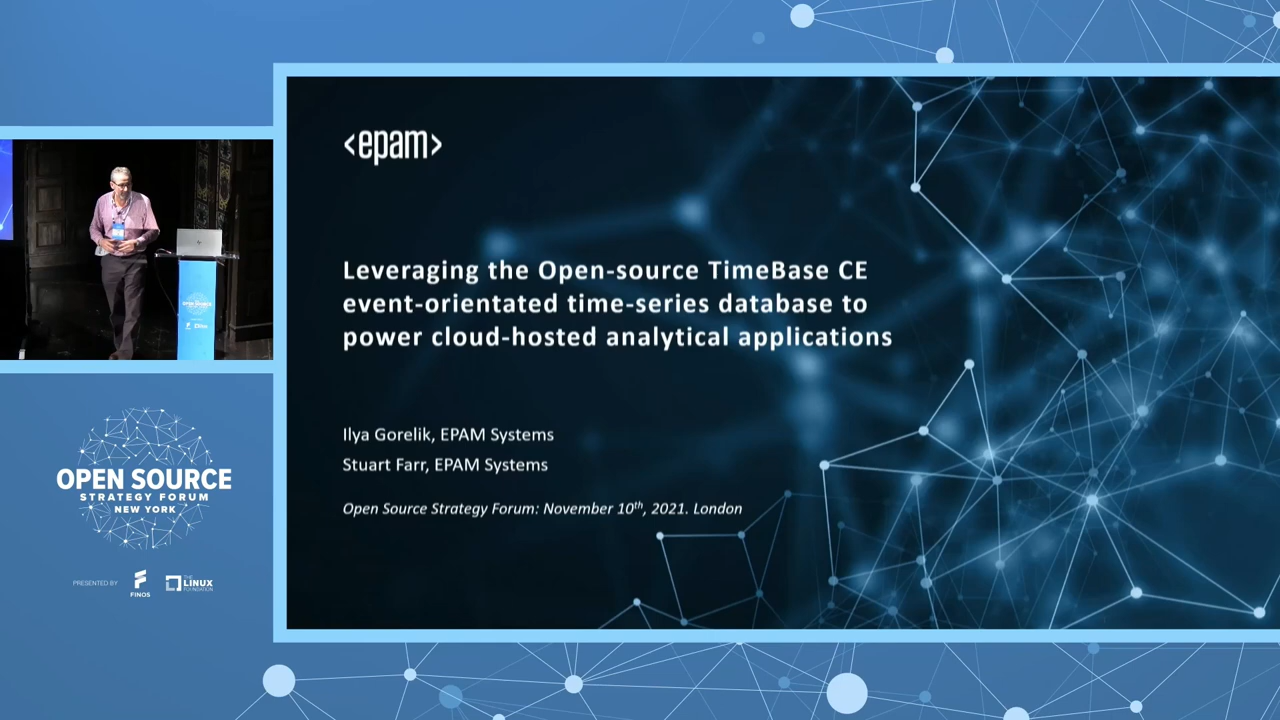 <epam>
Leveraging the Open-source TimeBase CE
event-orientated time-series database to
power cloud-hosted analytical applications
Ilya Gorelik, EPAM Systems
Stuart Farr, EPAM Systems
Open Source Strategy Forum: November 10th, 2021. London
OPEN SOURCE
STRATEGY FORUM
NEW YORK
PRESENTED BY
FINOS
THE
LINUX
FOUNDATION